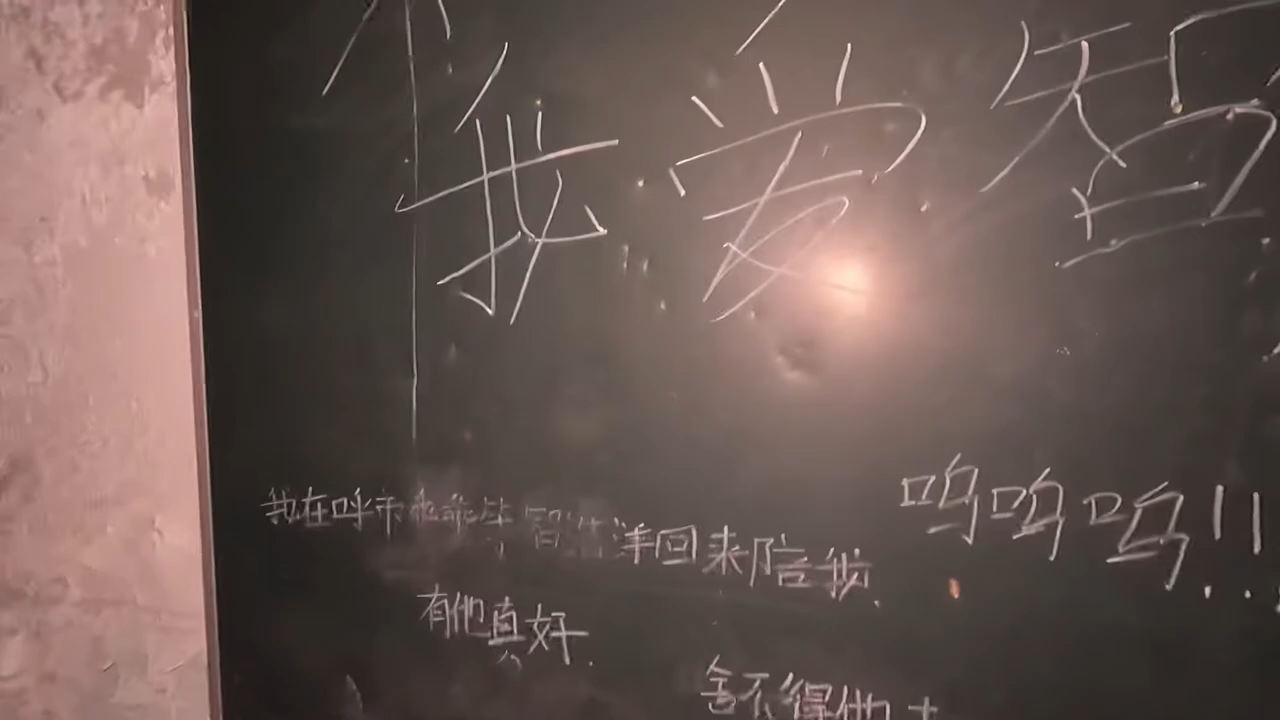 我爱智
呜呜呜!!
我在呼市 回来陪我.
有他真好.
舍不得他